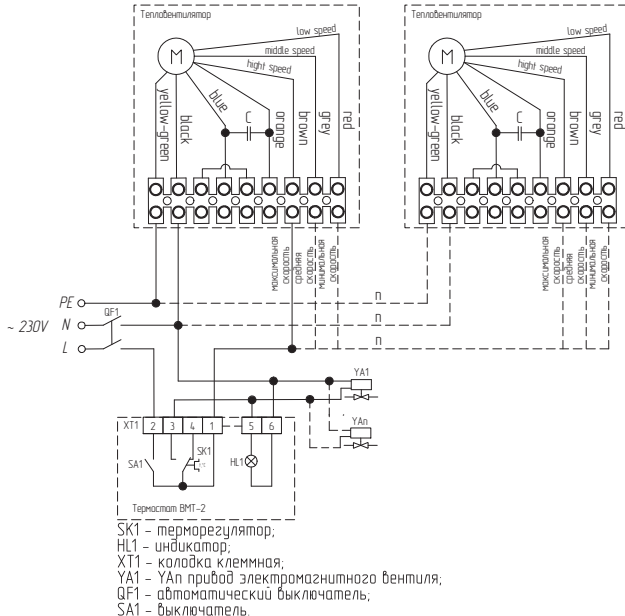 Тепловентилятор
Тепловентилятор
low speed
middle speed
hight speed
M
yellow-green
black
blue
C
orange
brown
grey
red
low speed
middle speed
hight speed
M
yellow-green
black
blue
C
orange
brown
grey
red
максимальная скорость
средняя скорость
минимальная скорость
максимальная скорость
средняя скорость
минимальная скорость
PE
n
~ 230V
N
QF1
n
L
n
YA1
YAn
XT1
2
3
4
1
5
6
SA1
SK1
t,°C
HL1
Термостат ВМТ-2
SK1 - терморегулятор;
HL1 - индикатор;
XT1 - колодка клеммная;
YA1 - YAn привод электромагнитного вентиля;
QF1 - автоматический выключатель;
SA1 - выключатель.